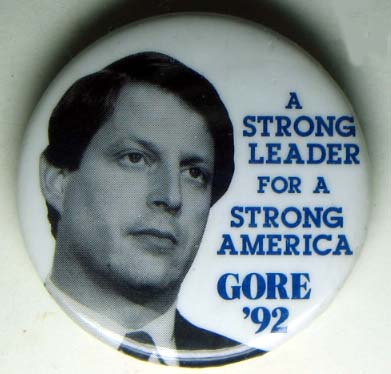 A
STRONG
LEADER
FOR A
STRONG
AMERICA
GORE
'92